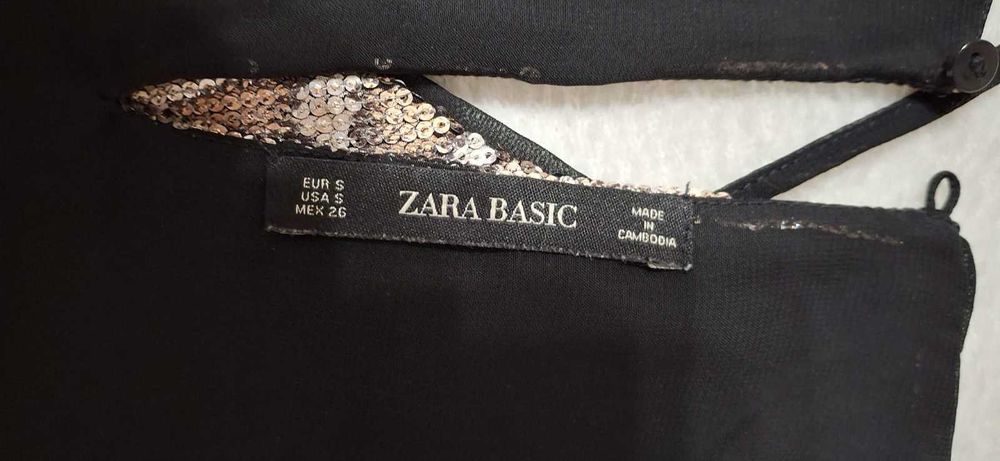 EUR S
USA S
MEX 26
ZARA BASIC
MADE
IN
CAMBODIA